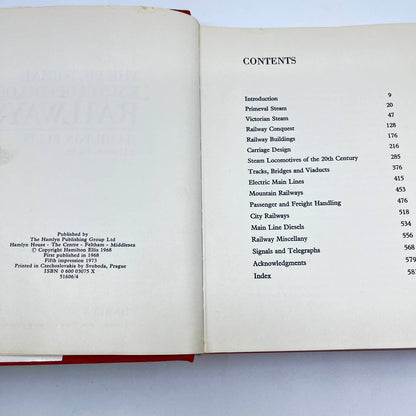 Published by
The Hamlyn Publishing Group Ltd
Hamlyn House - The Centre - Feltham - Middlesex
© Copyright Hamilton Ellis 1968
First published in 1968
Fifth impression 1973
Printed in Czechoslovakia by Svoboda, Prague
ISBN 0 600 03075 X
51606/4
CONTENTS
Introduction 9
Primeval Steam 20
Victorian Steam 47
Railway Conquest 128
Railway Buildings 176
Carriage Design 216
Steam Locomotives of the 20th Century 285
Tracks, Bridges and Viaducts 376
Electric Main Lines 415
Mountain Railways 453
Passenger and Freight Handling 476
City Railways 518
Main Line Diesels 534
Railway Miscellany 556
Signals and Telegraphs 568
Acknowledgments 579
Index 581